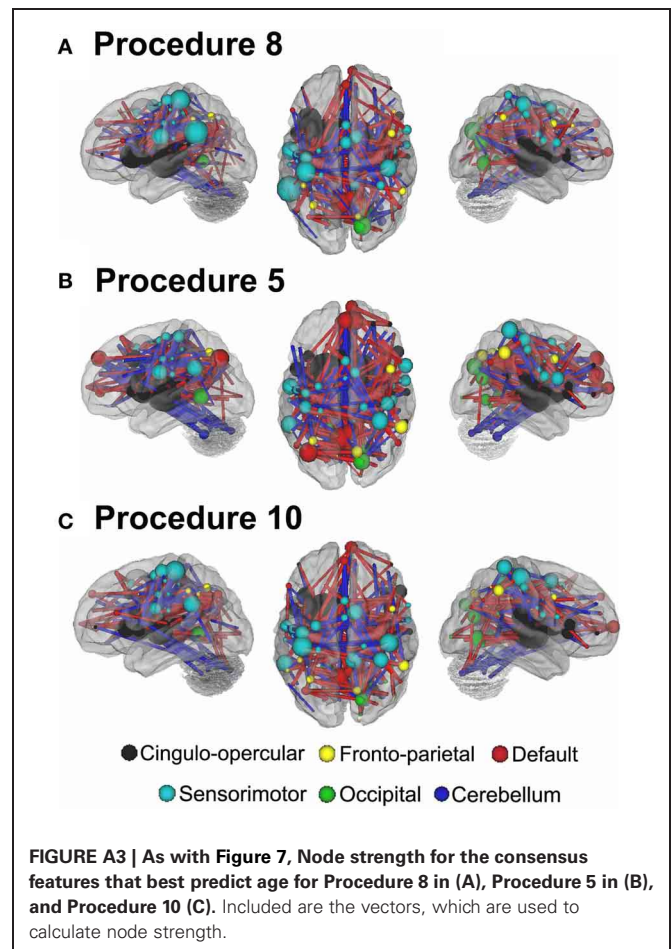 A Procedure 8
B Procedure 5
C Procedure 10
Cingulo-opercular Fronto-parietal Default
Sensorimotor Occipital Cerebellum
FIGURE A3 | As with Figure 7, Node strength for the consensus
features that best predict age for Procedure 8 in (A), Procedure 5 in (B),
and Procedure 10 (C). Included are the vectors, which are used to
calculate node strength.